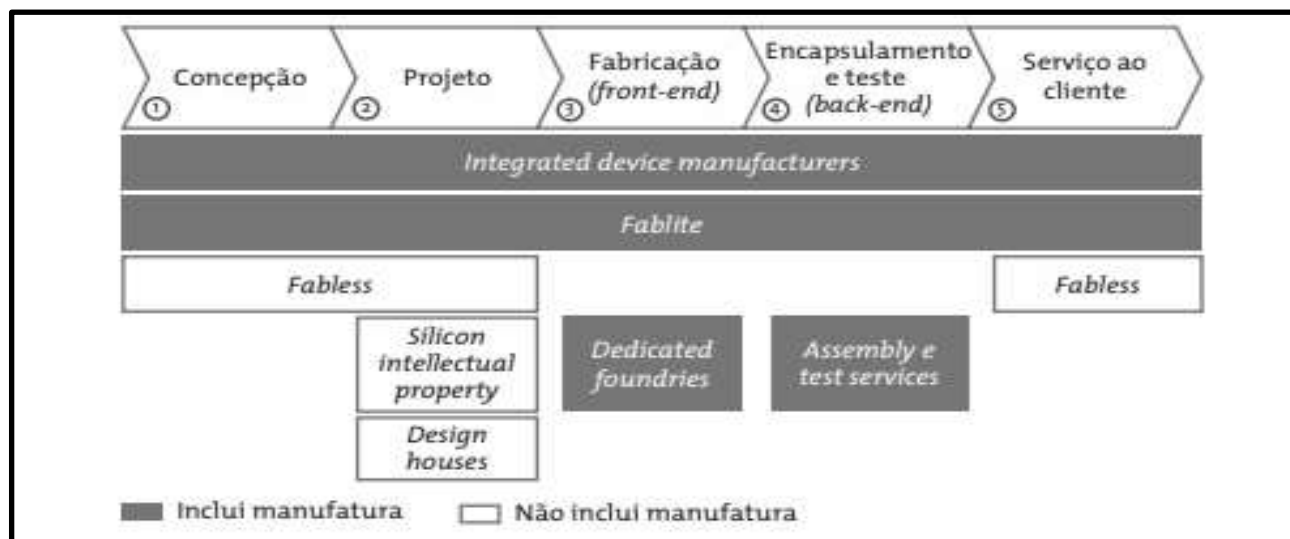 Concepção
①
Projeto
②
Fabricação
(front-end)
③
Encapsulamento
e teste
(back-end)
④
Serviço ao
cliente
⑤
Integrated device manufacturers
Fablite
Fabless
Fabless
Silicon
intellectual
property
Dedicated
foundries
Assembly e
test services
Design
houses
Inclui manufatura
Não inclui manufatura